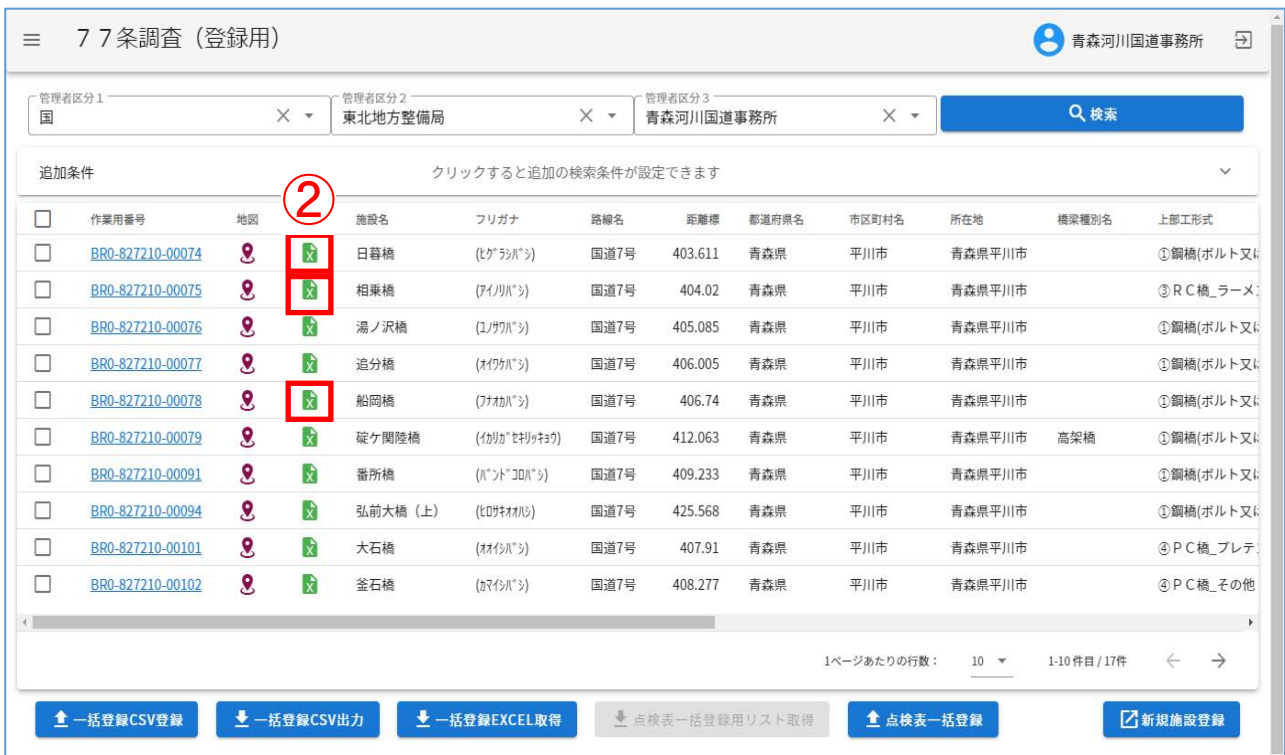 ７７条調査（登録用）
青森河川国道事務所
管理者区分１
国
管理者区分２
東北地方整備局
管理者区分３
青森河川国道事務所
検索
追加条件 クリックすると追加の検索条件が設定できます
②
作業用番号 地図 施設名 フリガナ 路線名 距離標 都道府県名 市区町村名 所在地 橋梁種別名 上部工形式
BR0-827210-00074 日暮橋 (ﾋｸﾞﾗｼﾊﾞｼ) 国道7号 403.611 青森県 平川市 青森県平川市 ①鋼橋(ボルト又は
BR0-827210-00075 相乗橋 (ｱｲﾉﾘﾊﾞｼ) 国道7号 404.02 青森県 平川市 青森県平川市 ③ＲＣ橋_ラーメン
BR0-827210-00076 湯ノ沢橋 (ﾕﾉｻﾜﾊﾞｼ) 国道7号 405.085 青森県 平川市 青森県平川市 ①鋼橋(ボルト又は
BR0-827210-00077 追分橋 (ｵｲﾜｹﾊﾞｼ) 国道7号 406.005 青森県 平川市 青森県平川市 ①鋼橋(ボルト又は
BR0-827210-00078 船岡橋 (ﾌﾅｵｶﾊﾞｼ) 国道7号 406.74 青森県 平川市 青森県平川市 ①鋼橋(ボルト又は
BR0-827210-00079 碇ケ関陸橋 (ｲｶﾘｶﾞｾｷﾘｯｷｮｳ) 国道7号 412.063 青森県 平川市 青森県平川市 高架橋 ①鋼橋(ボルト又は
BR0-827210-00091 番所橋 (ﾊﾞﾝﾄﾞｺﾛﾊﾞｼ) 国道7号 409.233 青森県 平川市 青森県平川市 ①鋼橋(ボルト又は
BR0-827210-00094 弘前大橋（上） (ﾋﾛｻｷｵｵﾊｼ) 国道7号 425.568 青森県 平川市 青森県平川市 ①鋼橋(ボルト又は
BR0-827210-00101 大石橋 (ｵｵｲｼﾊﾞｼ) 国道7号 407.91 青森県 平川市 青森県平川市 ④ＰＣ橋_プレテン
BR0-827210-00102 釜石橋 (ｶﾏｲｼﾊﾞｼ) 国道7号 408.277 青森県 平川市 青森県平川市 ④ＰＣ橋_その他
1ページあたりの行数： 10 1-10 件目 / 17件
一括登録CSV登録 一括登録CSV出力 一括登録EXCEL取得 点検表一括登録用リスト取得 点検表一括登録 新規施設登録